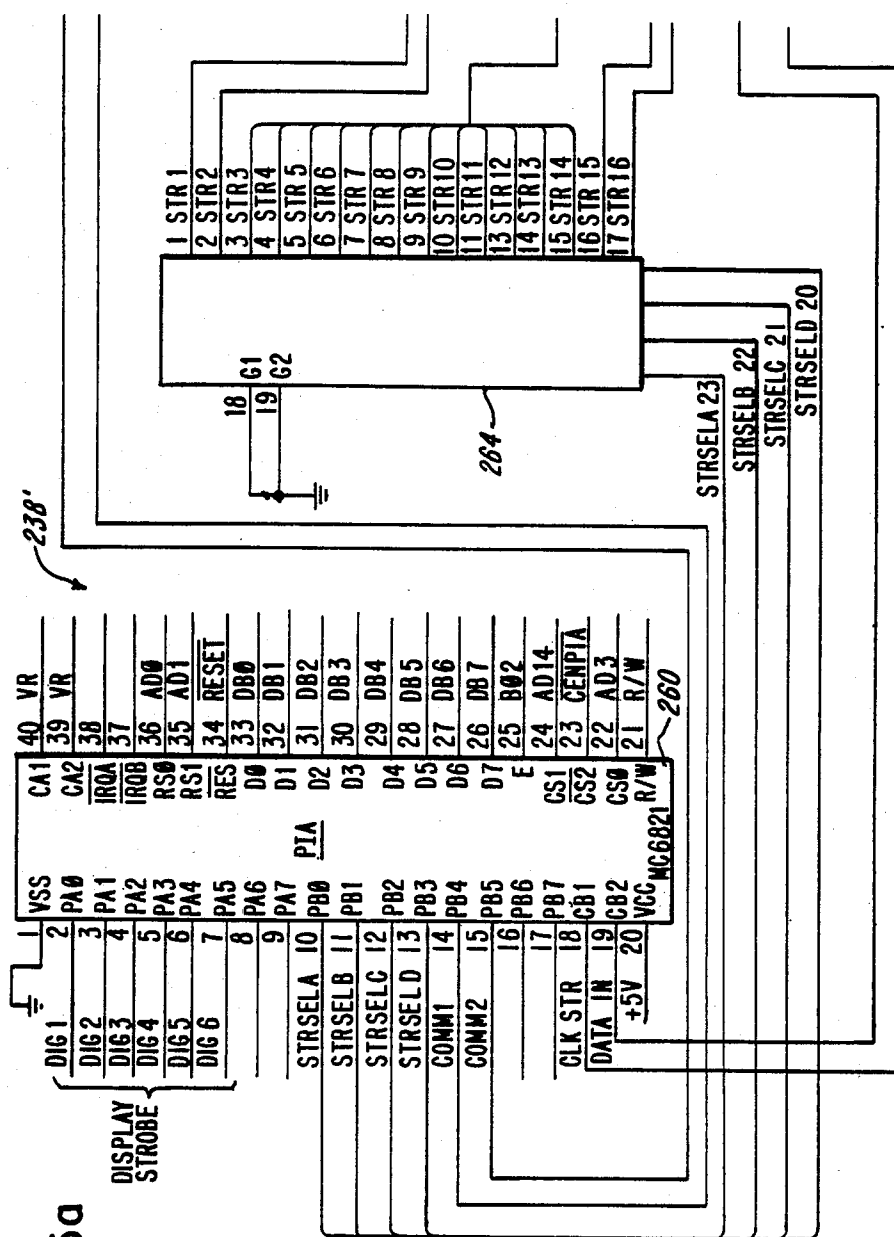 1 STR1
2 STR2
3 STR3
4 STR4
5 STR5
6 STR6
7 STR7
8 STR8
9 STR9
10 STR10
11 STR11
13 STR12
14 STR13
15 STR14
16 STR15
17 STR16
18 G1
19 G2
264
STRSELA 23
STRSELB 22
STRSELC 21
STRSELD 20
238'
40 VR
39 VR
38
37
36 ADØ
35 AD1
34 RESET
33 DBØ
32 DB1
31 DB2
30 DB3
29 DB4
28 DB5
27 DB6
26 DB7
25 BØ2
24 AD14
23 CENPIA
22 AD3
21 R/W
260
CA1
CA2
IRQA
IRQB
RSØ
RS1
RES
DØ
D1
D2
D3
D4
D5
D6
D7
E
CS1
CS2
CSØ
R/W
PIA
MC6821
VSS
PAØ
PA1
PA2
PA3
PA4
PA5
PA6
PA7
PBØ
PB1
PB2
PB3
PB4
PB5
PB6
PB7
CB1
CB2
VCC
1
DIG1 2
DIG2 3
DIG3 4
DIG4 5
DIG5 6
DIG6 7
8
9
STRSELA 10
STRSELB 11
STRSELC 12
STRSELD 13
COMM1 14
COMM2 15
16
17
CLK STR 18
DATA IN 19
+5V 20
DISPLAY
STROBE